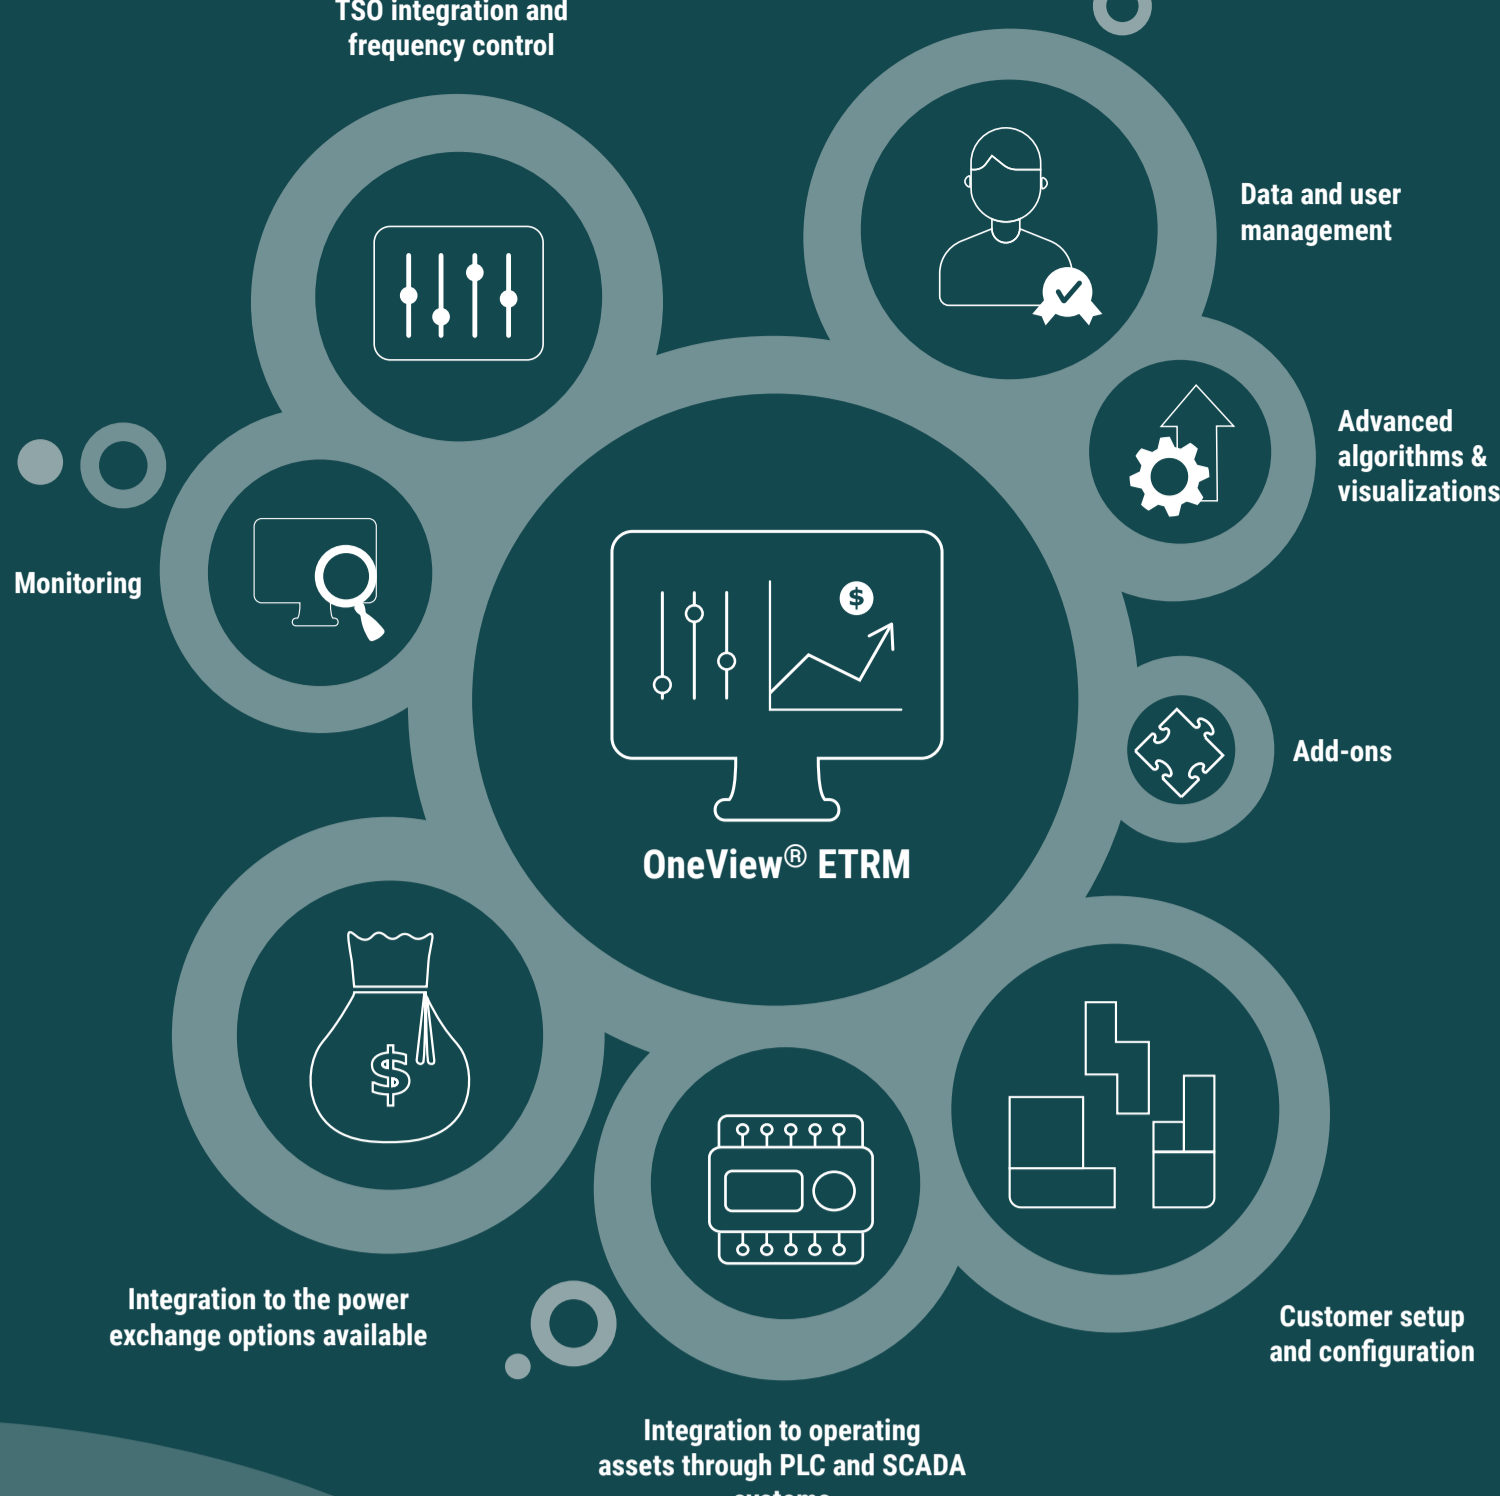 TSO integration and
frequency control
Data and user
management
Advanced
algorithms &
visualizations
Monitoring
$
Add-ons
OneView® ETRM
$
Integration to the power
exchange options available
Customer setup
and configuration
Integration to operating
assets through PLC and SCADA
systems